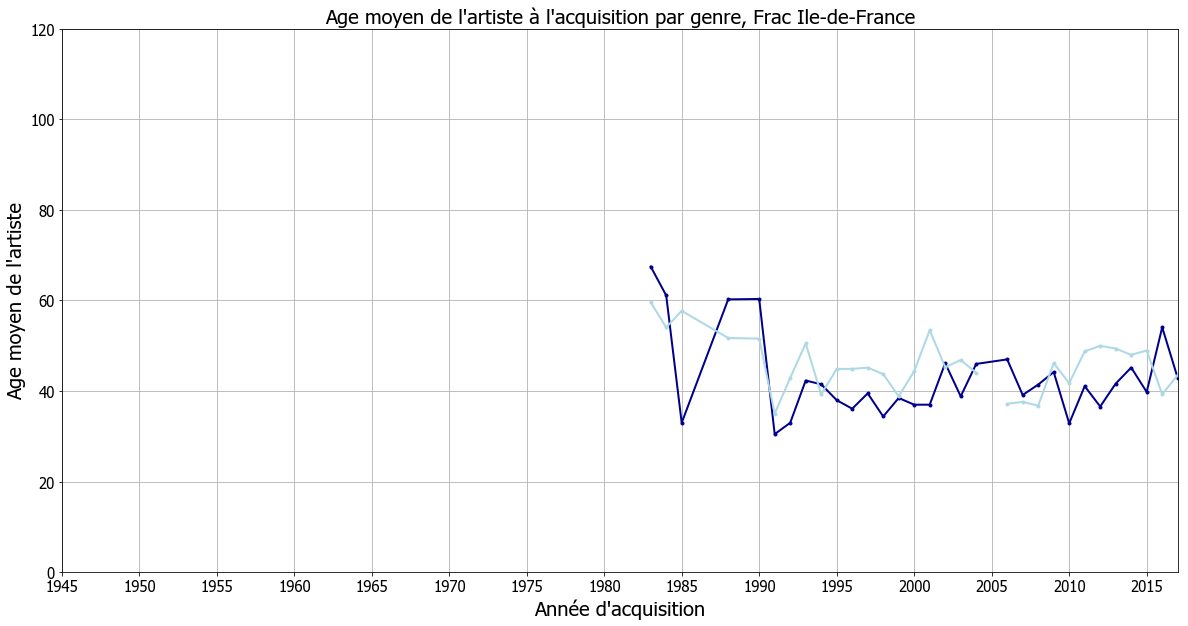 Age moyen de l'artiste à l'acquisition par genre, Frac Ile-de-France
120
100
80
60
40
20
0
Age moyen de l'artiste
1945 1950 1955 1960 1965 1970 1975 1980 1985 1990 1995 2000 2005 2010 2015
Année d'acquisition